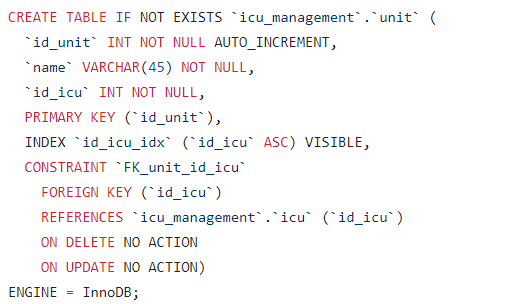 CREATE TABLE IF NOT EXISTS `icu_management`.`unit` (
  `id_unit` INT NOT NULL AUTO_INCREMENT,
  `name` VARCHAR(45) NOT NULL,
  `id_icu` INT NOT NULL,
  PRIMARY KEY (`id_unit`),
  INDEX `id_icu_idx` (`id_icu` ASC) VISIBLE,
  CONSTRAINT `FK_unit_id_icu`
    FOREIGN KEY (`id_icu`)
    REFERENCES `icu_management`.`icu` (`id_icu`)
    ON DELETE NO ACTION
    ON UPDATE NO ACTION)
ENGINE = InnoDB;